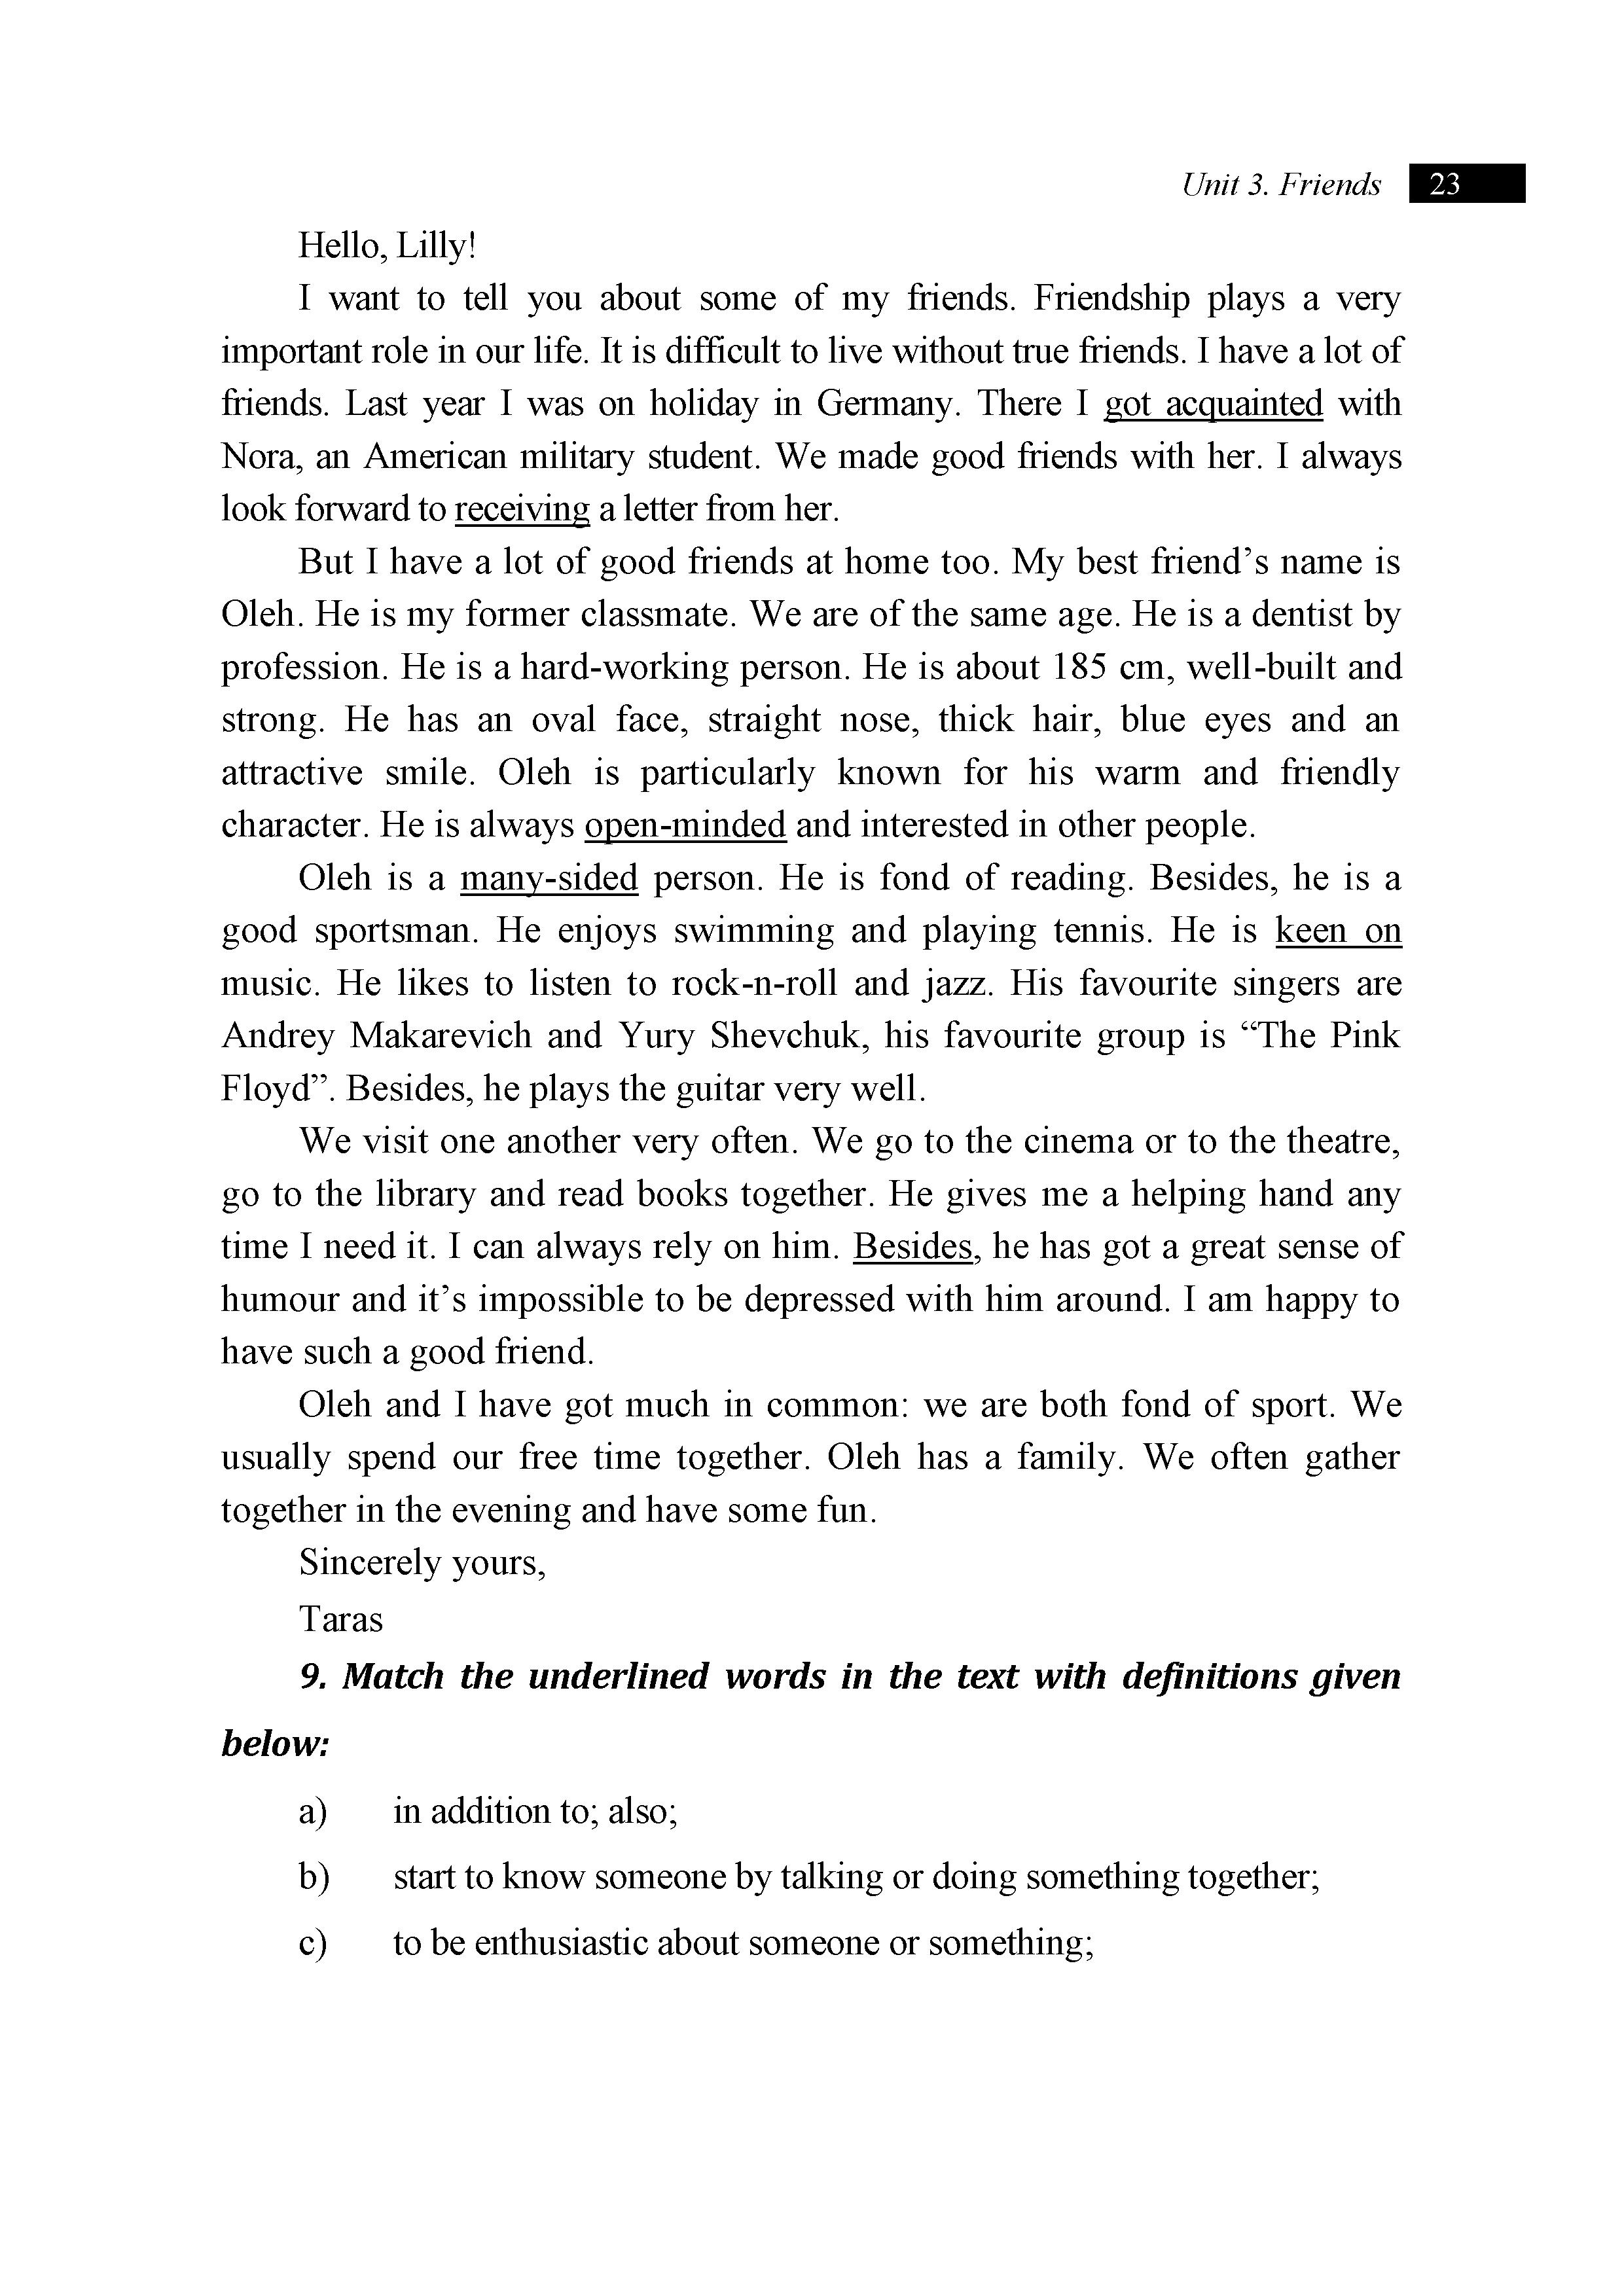 Unit 3. Friends 23
Hello, Lilly!
I want to tell you about some of my friends. Friendship plays a very
important role in our life. It is difficult to live without true friends. I have a lot of
friends. Last year I was on holiday in Germany. There I got acquainted with
Nora, an American military student. We made good friends with her. I always
look forward to receiving a letter from her.
But I have a lot of good friends at home too. My best friend’s name is
Oleh. He is my former classmate. We are of the same age. He is a dentist by
profession. He is a hard-working person. He is about 185 cm, well-built and
strong. He has an oval face, straight nose, thick hair, blue eyes and an
attractive smile. Oleh is particularly known for his warm and friendly
character. He is always open-minded and interested in other people.
Oleh is a many-sided person. He is fond of reading. Besides, he is a
good sportsman. He enjoys swimming and playing tennis. He is keen on
music. He likes to listen to rock-n-roll and jazz. His favourite singers are
Andrey Makarevich and Yury Shevchuk, his favourite group is “The Pink
Floyd”. Besides, he plays the guitar very well.
We visit one another very often. We go to the cinema or to the theatre,
go to the library and read books together. He gives me a helping hand any
time I need it. I can always rely on him. Besides, he has got a great sense of
humour and it’s impossible to be depressed with him around. I am happy to
have such a good friend.
Oleh and I have got much in common: we are both fond of sport. We
usually spend our free time together. Oleh has a family. We often gather
together in the evening and have some fun.
Sincerely yours,
Taras
9. Match the underlined words in the text with definitions given
below:
a) in addition to; also;
b) start to know someone by talking or doing something together;
c) to be enthusiastic about someone or something;